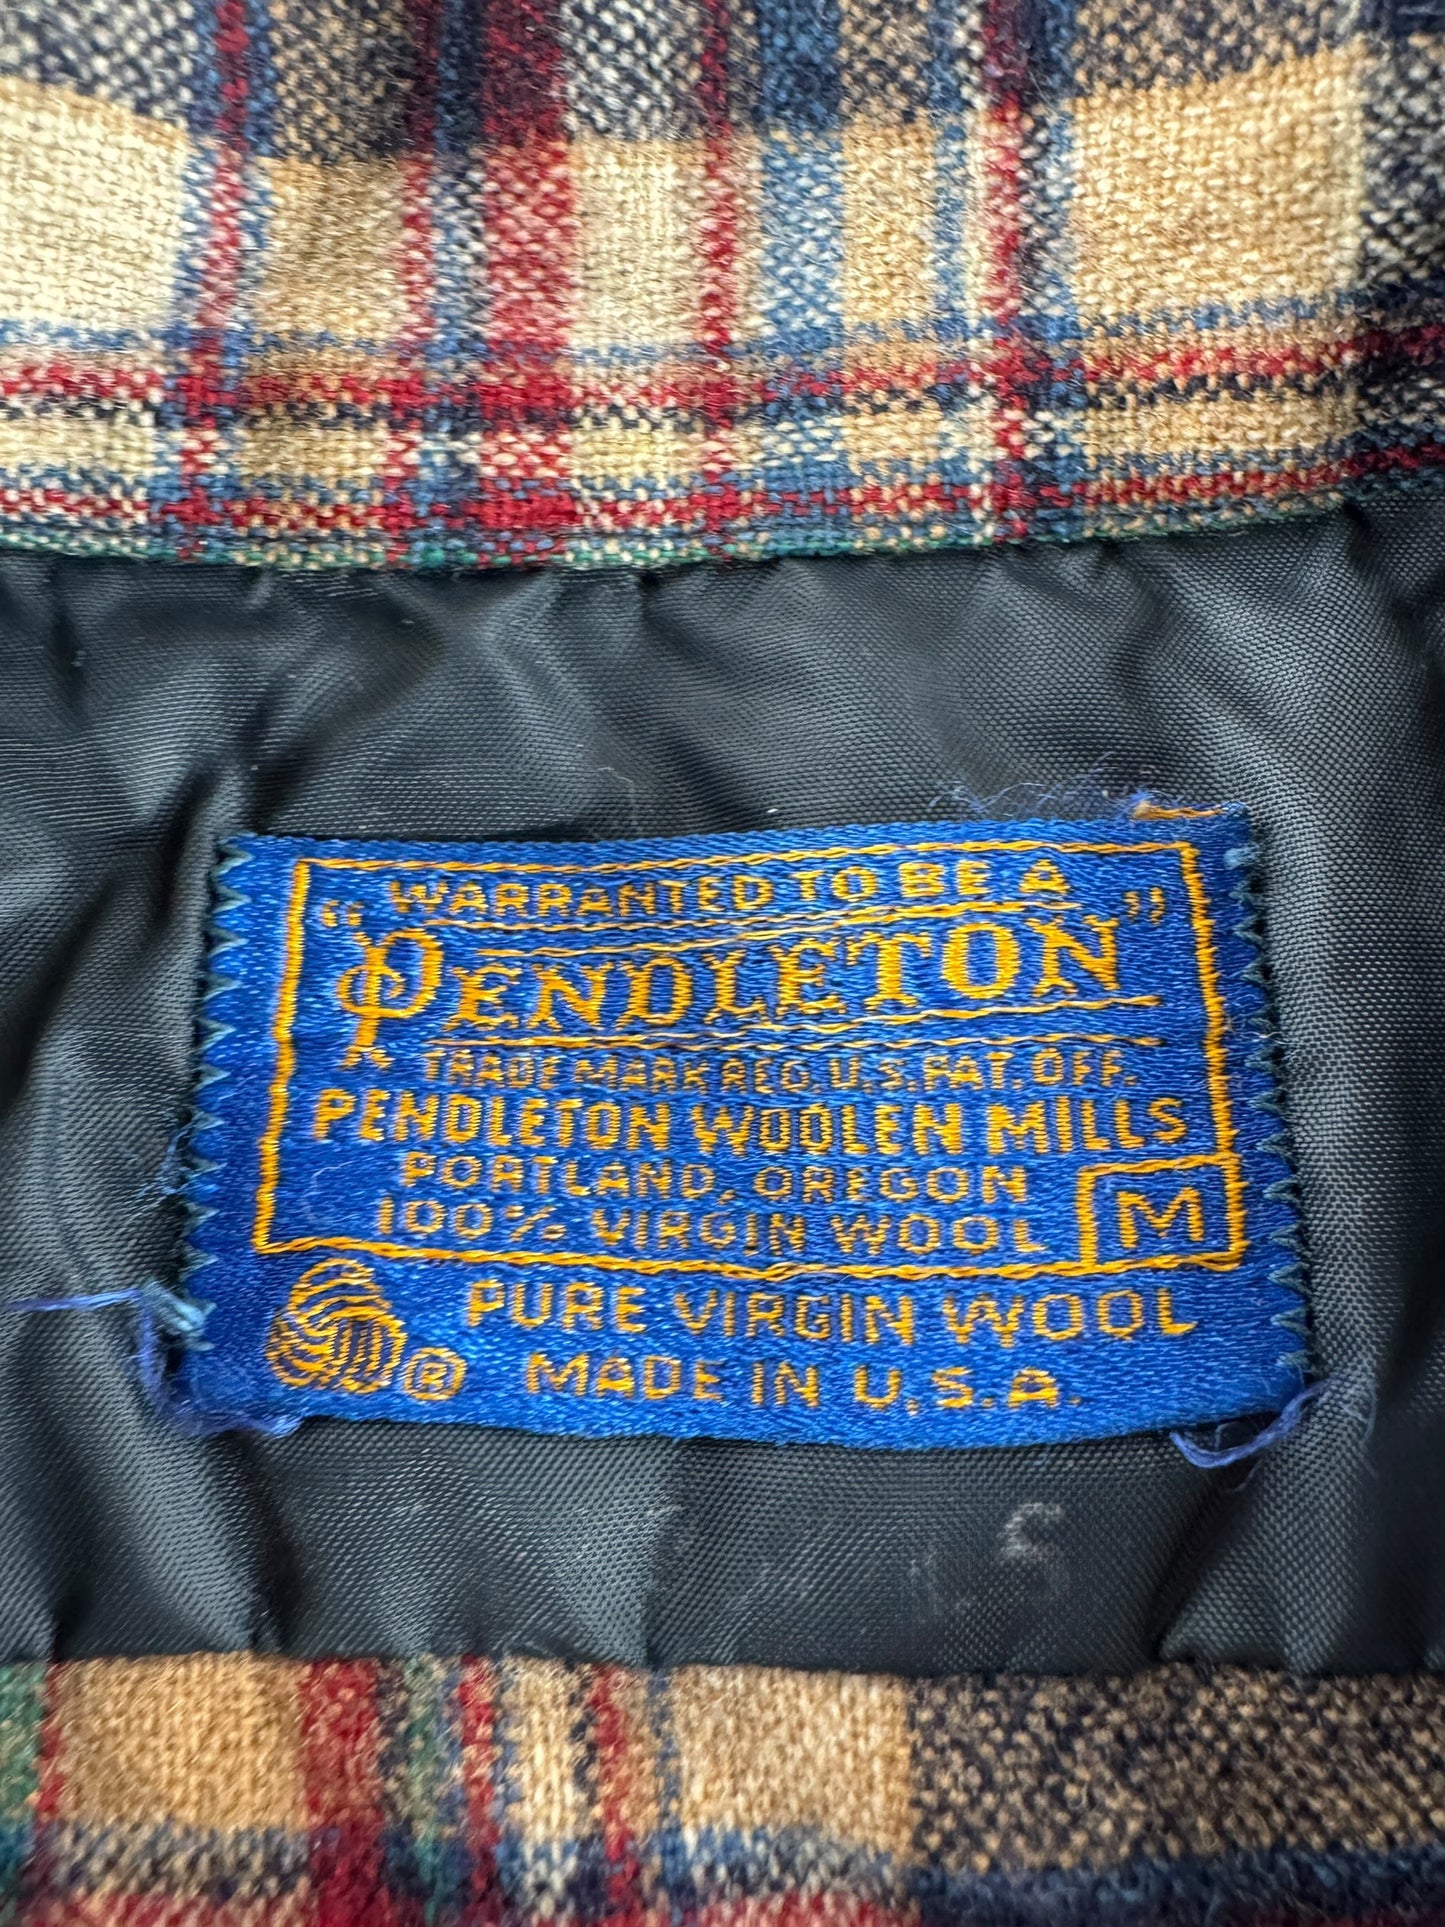 WARRANTED TO BE A
"PENDLETON"
TRADE MARK REG. U.S. PAT. OFF.
PENDLETON WOOLEN MILLS
PORTLAND, OREGON
100% VIRGIN WOOL M
PURE VIRGIN WOOL
® MADE IN U.S.A.